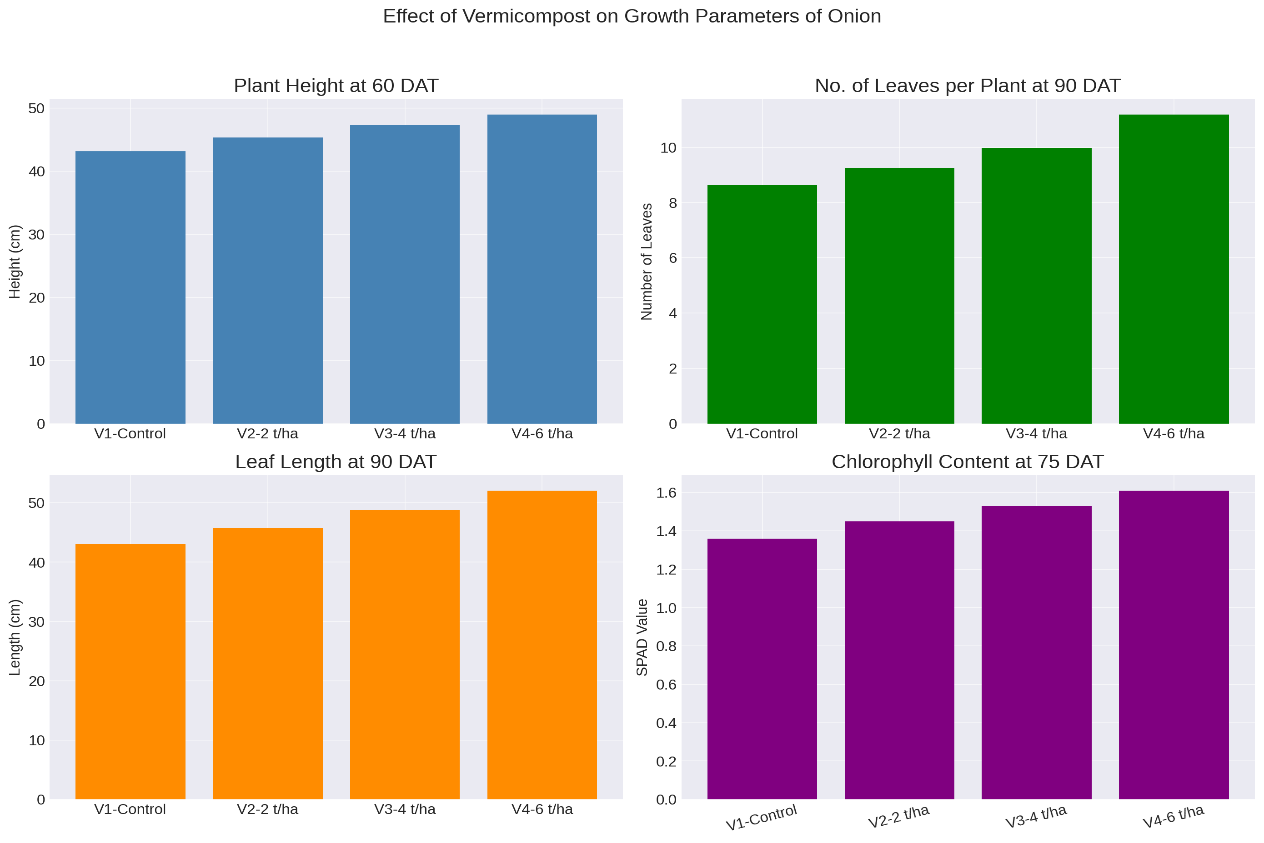 Effect of Vermicompost on Growth Parameters of Onion
Plant Height at 60 DAT
Height (cm)
50
40
30
20
10
0
V1-Control V2-2 t/ha V3-4 t/ha V4-6 t/ha
No. of Leaves per Plant at 90 DAT
Number of Leaves
10
8
6
4
2
0
V1-Control V2-2 t/ha V3-4 t/ha V4-6 t/ha
Leaf Length at 90 DAT
Length (cm)
50
40
30
20
10
0
V1-Control V2-2 t/ha V3-4 t/ha V4-6 t/ha
Chlorophyll Content at 75 DAT
SPAD Value
1.6
1.4
1.2
1.0
0.8
0.6
0.4
0.2
0.0
V1-Control V2-2 t/ha V3-4 t/ha V4-6 t/ha